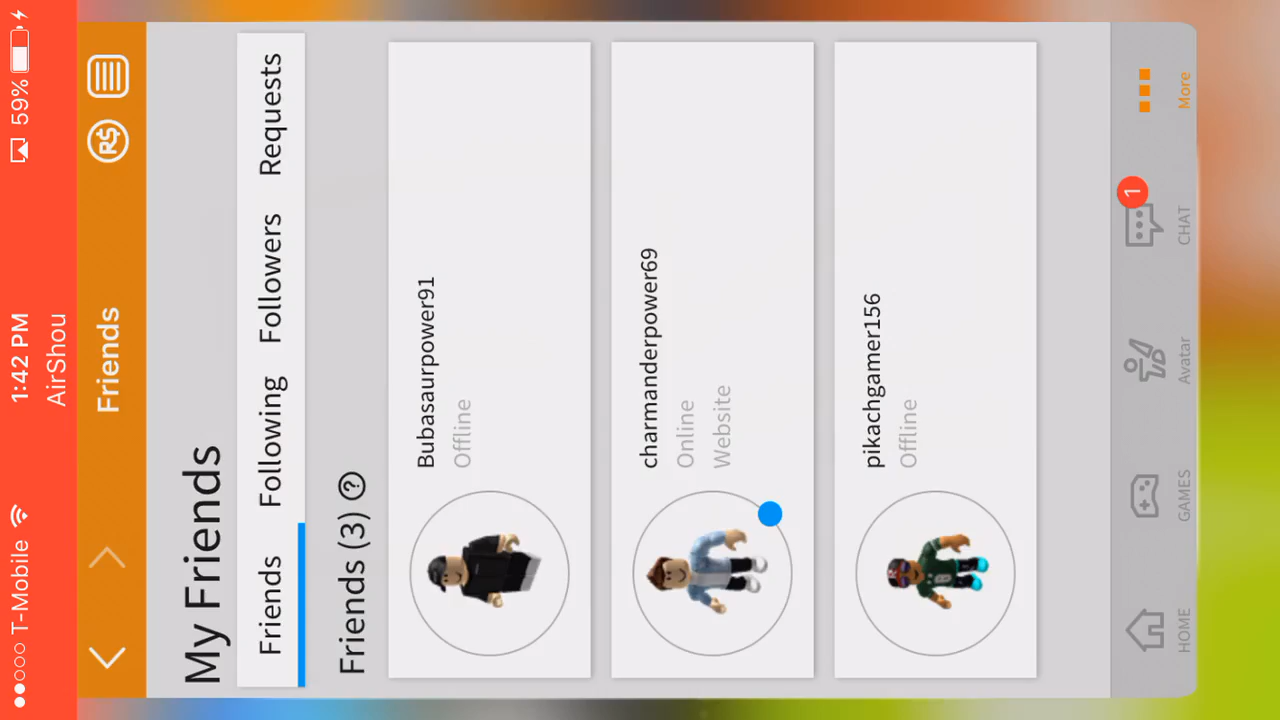 T-Mobile 1:42 PM 59%
AirShou
Friends R$
My Friends
Friends Following Followers Requests
Friends (3) ?
Bubasaurpower91
Offline
charmanderpower69
Online
Website
pikachgamer156
Offline
1
HOME GAMES Avatar CHAT More